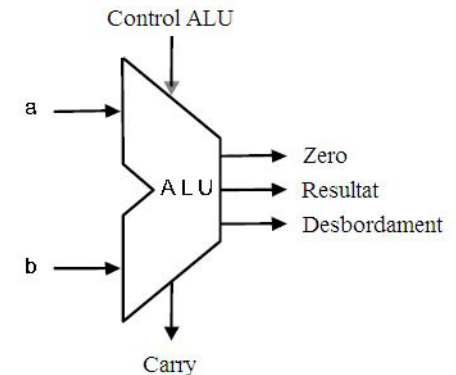 Control ALU
a
Zero
ALU
Resultat
Desbordament
b
Carry